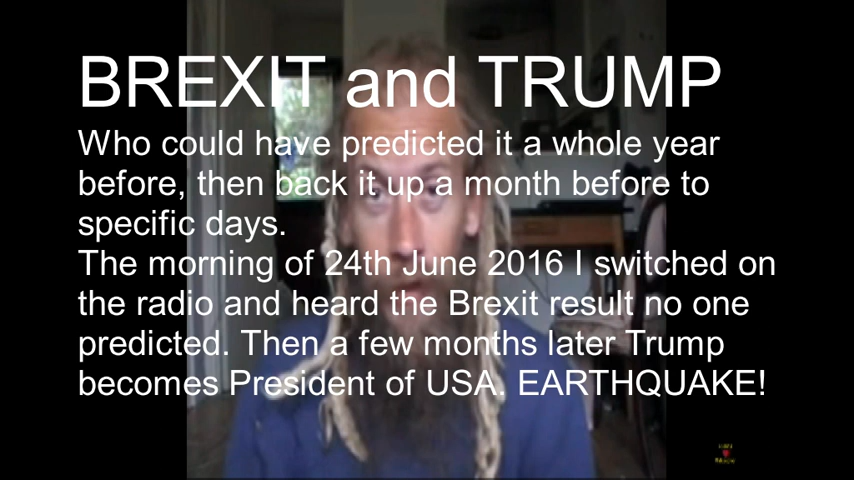 BREXIT and TRUMP
Who could have predicted it a whole year
before, then back it up a month before to
specific days.
The morning of 24th June 2016 I switched on
the radio and heard the Brexit result no one
predicted. Then a few months later Trump
becomes President of USA. EARTHQUAKE!